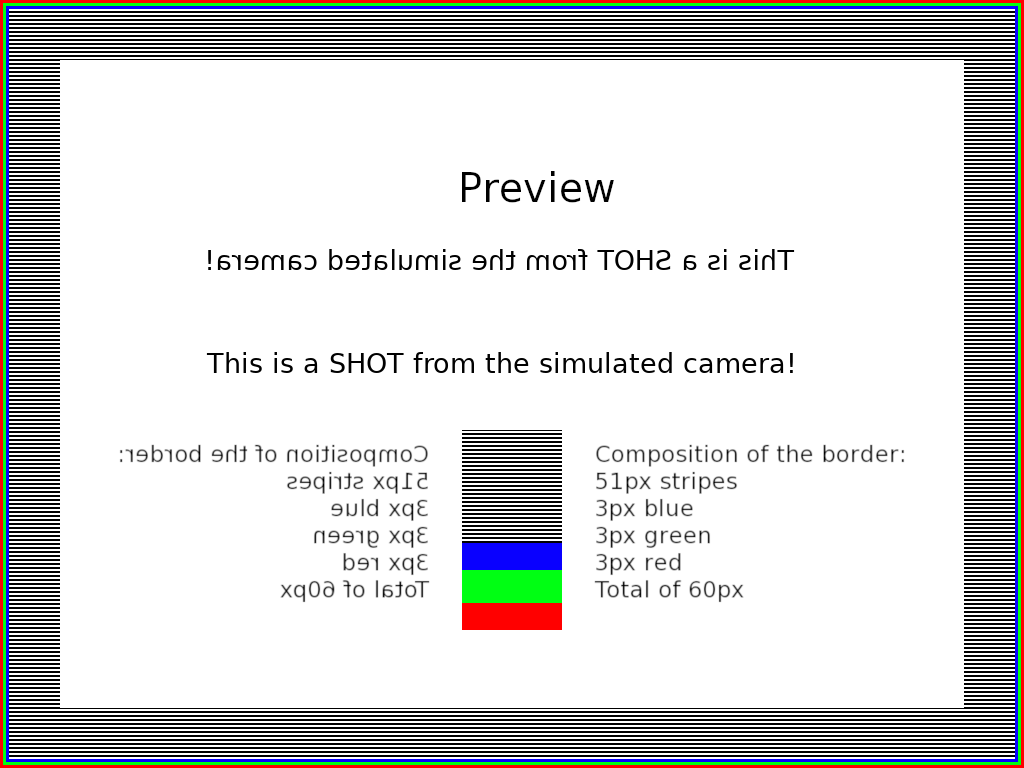 Preview
This is a SHOT from the simulated camera!
This is a SHOT from the simulated camera!
Composition of the border:
51px stripes
3px blue
3px green
3px red
Total of 60px
Composition of the border:
51px stripes
3px blue
3px green
3px red
Total of 60px